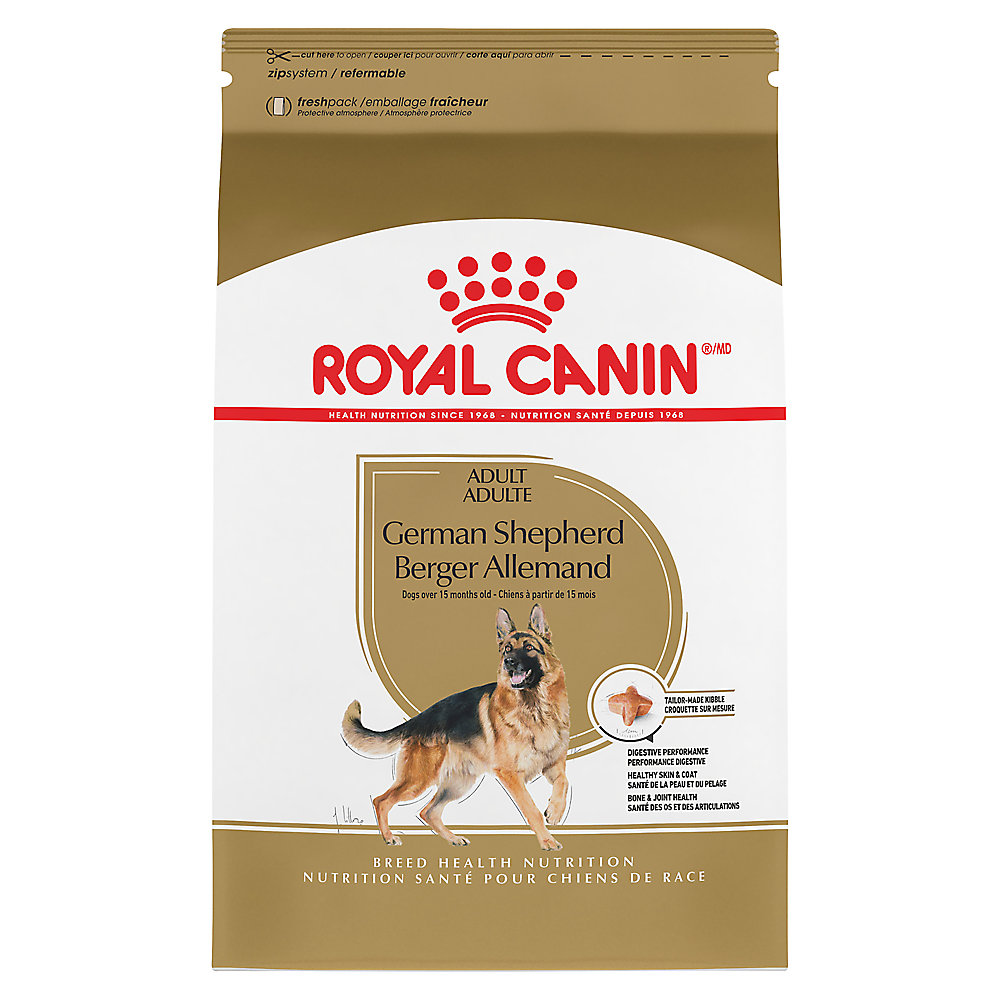 cut here to open / couper ici pour ouvrir / corte aquí para abrir
zipsystem / refermable
freshpack / emballage fraîcheur
Protective atmosphere / Atmosphère protectrice
ROYAL CANIN®/MD
HEALTH NUTRITION SINCE 1968 - NUTRITION SANTÉ DEPUIS 1968
ADULT
ADULTE
German Shepherd
Berger Allemand
Dogs over 15 months old - Chiens à partir de 15 mois
TAILOR-MADE KIBBLE
CROQUETTE SUR MESURE
DIGESTIVE PERFORMANCE
PERFORMANCE DIGESTIVE
HEALTHY SKIN & COAT
SANTÉ DE LA PEAU ET DU PELAGE
BONE & JOINT HEALTH
SANTÉ DES OS ET DES ARTICULATIONS
BREED HEALTH NUTRITION
NUTRITION SANTÉ POUR CHIENS DE RACE